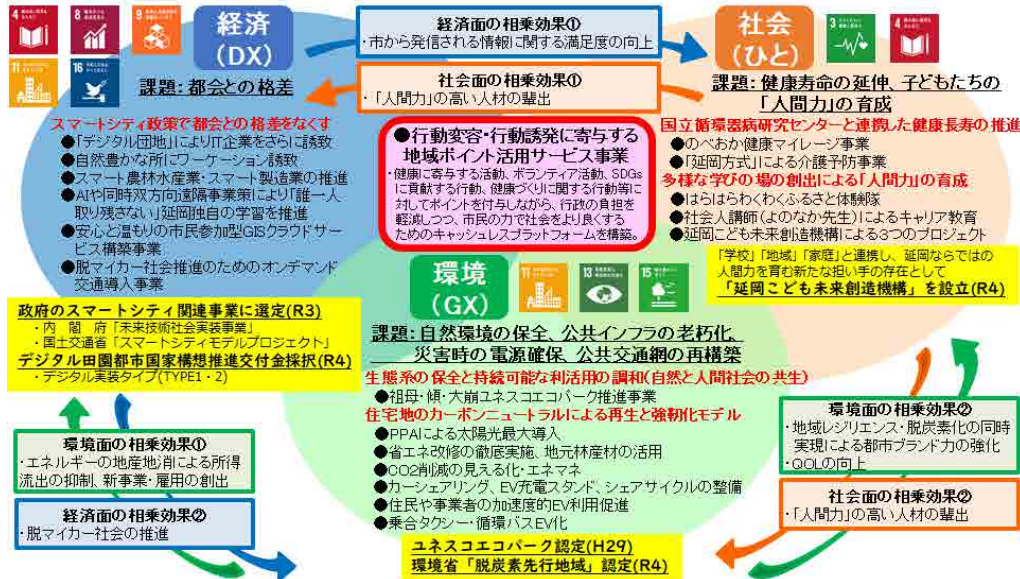 4
8
9
経済
(DX)
11
16
課題:都会との格差
スマートシティ政策で都会との格差をなくす
●「デジタル団地」によりIT企業をさらに誘致
●自然豊かな所にワーケーション誘致
●スマート農林水産業・スマート製造業の推進
●AIや同時双方向遠隔事業策により「誰一人
取り残さない」延岡独自の学習を推進
●安心と温もりの市民参加型GISクラウドサー
ビス構築事業
●脱マイカー社会推進のためのオンデマンド
交通導入事業
政府のスマートシティ関連事業に選定(R3)
・内 閣 府「未来技術社会実装事業」
・国土交通省「スマートシティモデルプロジェクト」
デジタル田園都市国家構想推進交付金採択(R4)
・デジタル実装タイプ(TYPE1・2)
経済面の相乗効果①
・市から発信される情報に関する満足度の向上
社会面の相乗効果①
・「人間力」の高い人材の輩出
●行動変容・行動誘発に寄与する
地域ポイント活用サービス事業
・健康に寄与する活動、ボランティア活動、SDGs
に貢献する行動、健康づくりに関する行動等に
対してポイントを付与しながら、行政の負担を
軽減しつつ、市民の力で社会をより良くする
ためのキャッシュレスプラットフォームを構築。
社会
(ひと)
3
4
課題:健康寿命の延伸、子どもたちの
「人間力」の育成
国立循環器病研究センターと連携した健康長寿の推進
●のべおか健康マイレージ事業
●「延岡方式」による介護予防事業
多様な学びの場の創出による「人間力」の育成
●はらはらわくわくふるさと体験隊
●社会人講師(よのなか先生)によるキャリア教育
●延岡こども未来創造機構による3つのプロジェクト
「学校」「地域」「家庭」と連携し、延岡ならではの
人間力を育む新たな担い手の存在として
「延岡こども未来創造機構」を設立(R4)
環境
(GX)
11
13
15
課題:自然環境の保全、公共インフラの老朽化、
災害時の電源確保、公共交通網の再構築
生態系の保全と持続可能な利活用の調和(自然と人間社会の共生)
●祖母・傾・大崩ユネスコエコパーク推進事業
住宅地のカーボンニュートラルによる再生と強靭化モデル
●PPAによる太陽光最大導入
●省エネ改修の徹底実施、地元林産材の活用
●CO2削減の見える化・エネマネ
●カーシェアリング、EV充電スタンド、シェアサイクルの整備
●住民や事業者の加速度的EV利用促進
●乗合タクシー・循環バスEV化
ユネスコエコパーク認定(H29)
環境省「脱炭素先行地域」認定(R4)
環境面の相乗効果①
・エネルギーの地産地消による所得
流出の抑制、新事業・雇用の創出
経済面の相乗効果②
・脱マイカー社会の推進
環境面の相乗効果②
・地域レジリエンス・脱炭素化の同時
実現による都市ブランド力の強化
・QOLの向上
社会面の相乗効果②
・「人間力」の高い人材の輩出